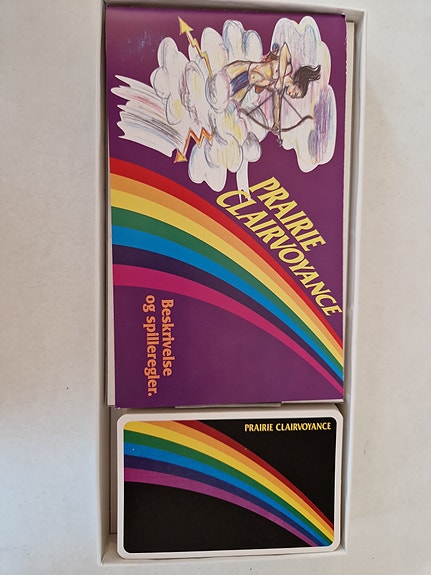 PRAIRIE
CLAIRVOYANCE
Beskrivelse
og spilleregler.
PRAIRIE CLAIRVOYANCE